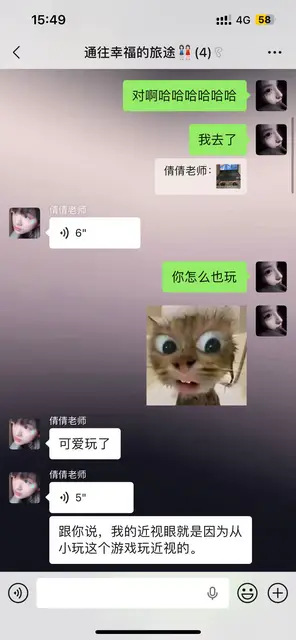 15:49
4G 58
通往幸福的旅途👭(4)
对啊哈哈哈哈哈哈
我去了
倩倩老师：
倩倩老师
6"
你怎么也玩
倩倩老师
可爱玩了
倩倩老师
5"
跟你说，我的近视眼就是因为从
小玩这个游戏玩近视的。